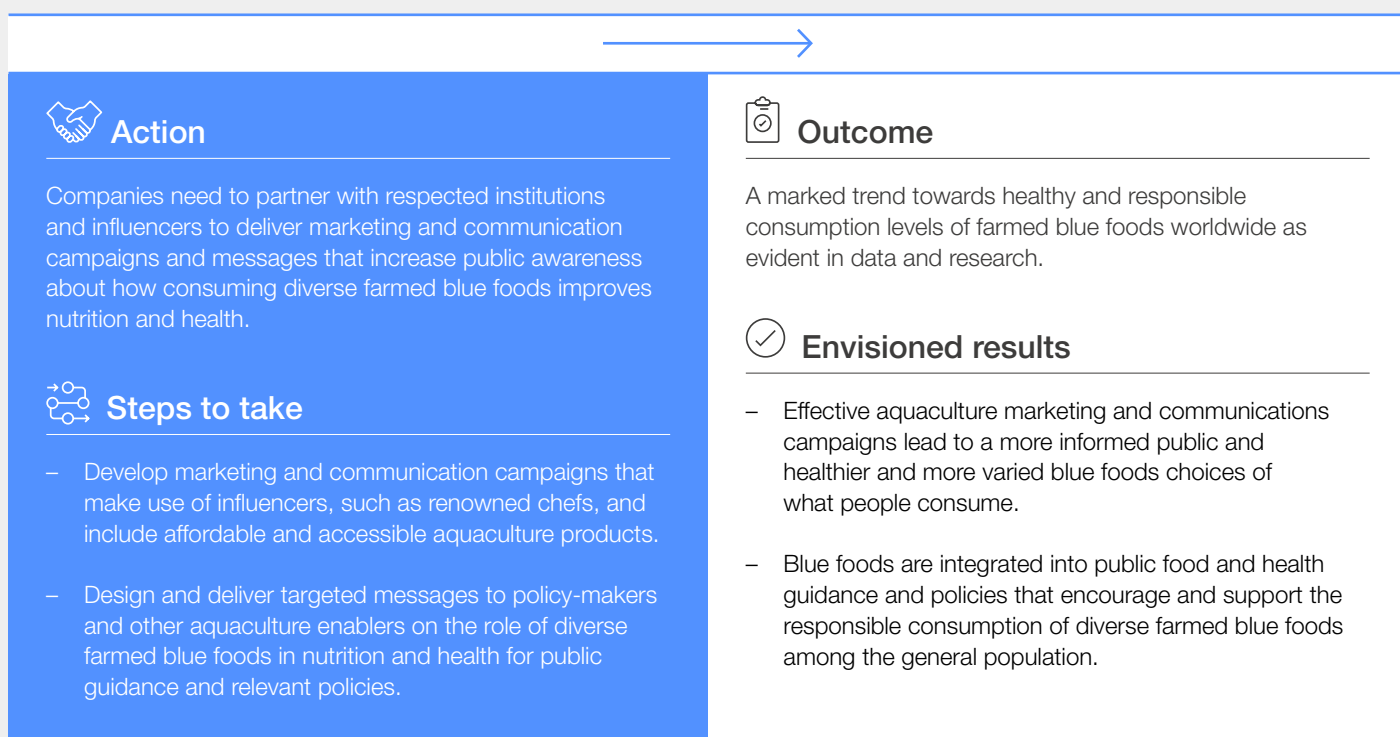 Action
Companies need to partner with respected institutions
and influencers to deliver marketing and communication
campaigns and messages that increase public awareness
about how consuming diverse farmed blue foods improves
nutrition and health.
Steps to take
– Develop marketing and communication campaigns that
make use of influencers, such as renowned chefs, and
include affordable and accessible aquaculture products.
– Design and deliver targeted messages to policy-makers
and other aquaculture enablers on the role of diverse
farmed blue foods in nutrition and health for public
guidance and relevant policies.
Outcome
A marked trend towards healthy and responsible
consumption levels of farmed blue foods worldwide as
evident in data and research.
Envisioned results
– Effective aquaculture marketing and communications
campaigns lead to a more informed public and
healthier and more varied blue foods choices of
what people consume.
– Blue foods are integrated into public food and health
guidance and policies that encourage and support the
responsible consumption of diverse farmed blue foods
among the general population.